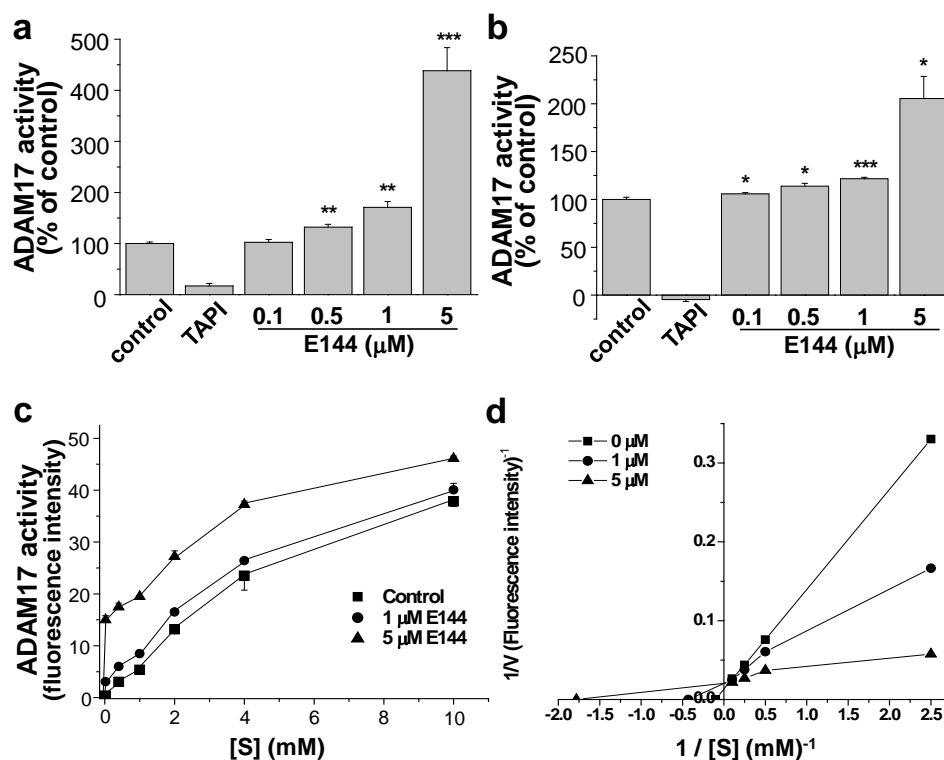 a
ADAM17 activity
(% of control)
500
400
300
200
100
0
**
**
***
control
TAPI
0.1
0.5
1
5
E144 (μM)
b
ADAM17 activity
(% of control)
250
200
150
100
50
0
*
*
***
*
control
TAPI
0.1
0.5
1
5
E144 (μM)
c
ADAM17 activity
(fluorescence intensity)
50
40
30
20
10
0
Control
1 μM E144
5 μM E144
0
2
4
6
8
10
[S] (mM)
d
0 μM
1 μM
5 μM
1/V (Fluorescence intensity)-1
0.3
0.2
0.1
0.0
-2.0
-1.5
-1.0
-0.5
0.0
0.5
1.0
1.5
2.0
2.5
1 / [S] (mM)-1